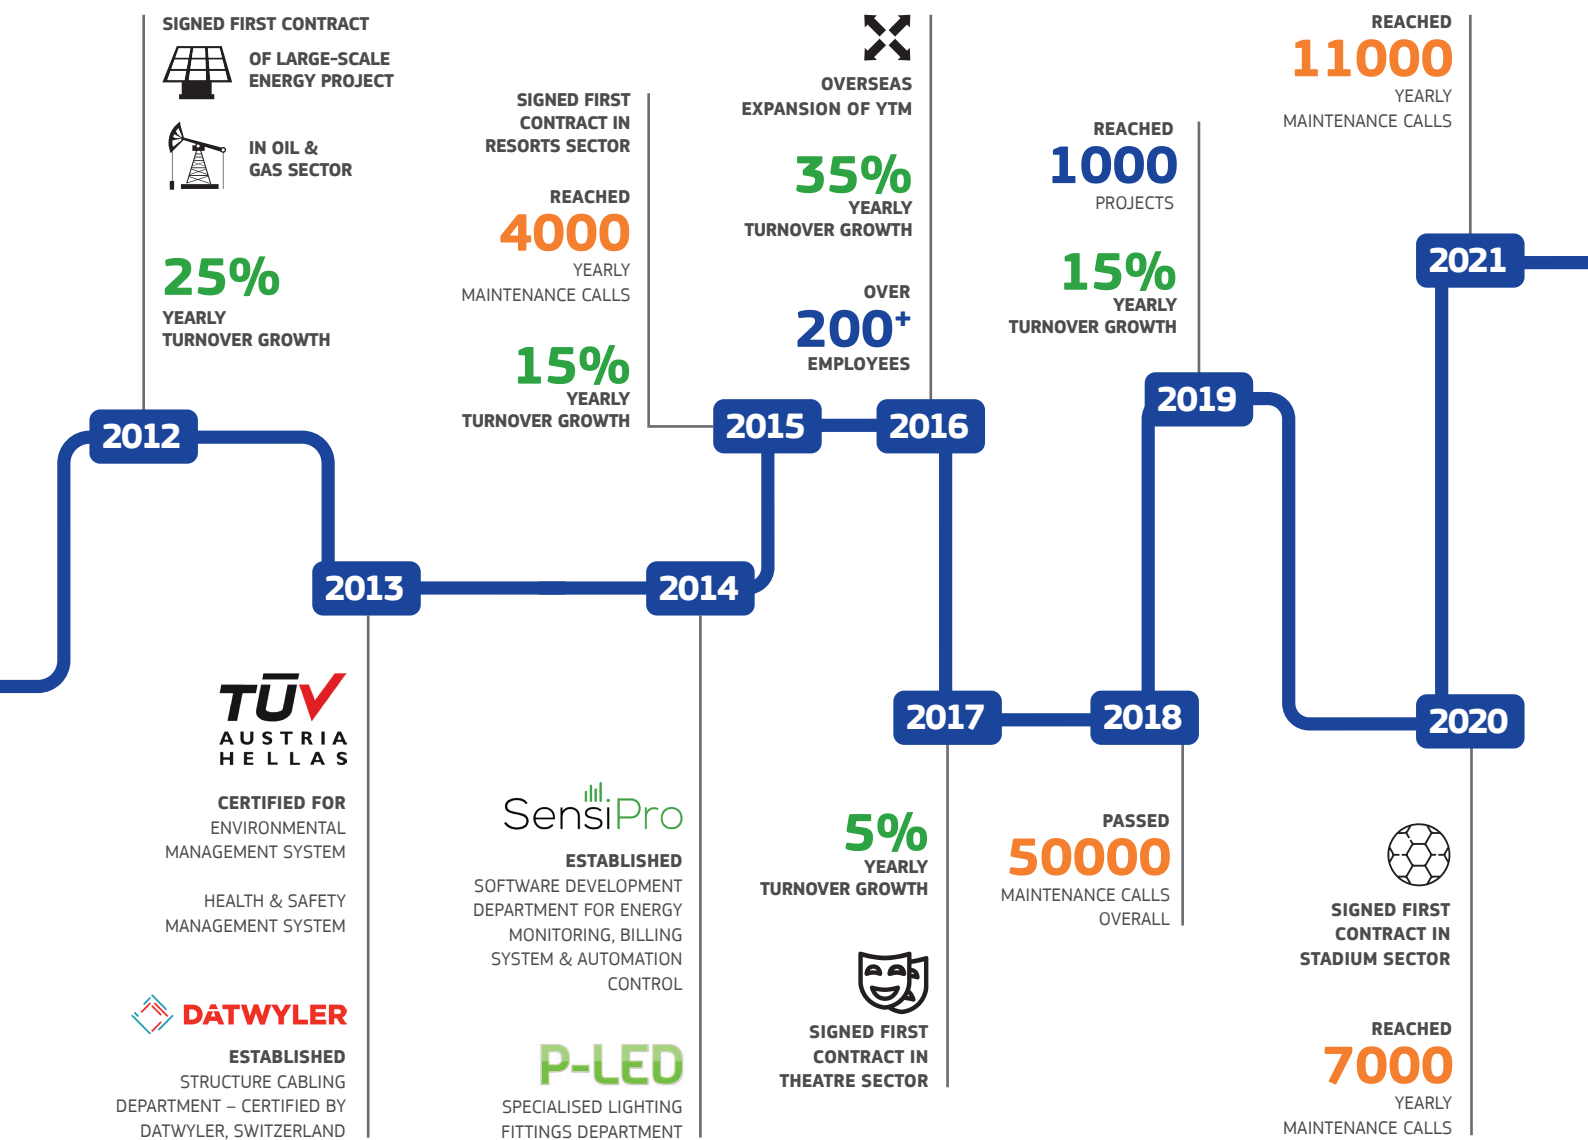 SIGNED FIRST CONTRACT
OF LARGE-SCALE
ENERGY PROJECT
IN OIL &
GAS SECTOR
25%
YEARLY
TURNOVER GROWTH
2012
2013
TÜV
AUSTRIA
HELLAS
CERTIFIED FOR
ENVIRONMENTAL
MANAGEMENT SYSTEM
HEALTH & SAFETY
MANAGEMENT SYSTEM
DATWYLER
ESTABLISHED
STRUCTURE CABLING
DEPARTMENT – CERTIFIED BY
DATWYLER, SWITZERLAND
2014
SensiPro
ESTABLISHED
SOFTWARE DEVELOPMENT
DEPARTMENT FOR ENERGY
MONITORING, BILLING
SYSTEM & AUTOMATION
CONTROL
P-LED
SPECIALISED LIGHTING
FITTINGS DEPARTMENT
SIGNED FIRST
CONTRACT IN
RESORTS SECTOR
REACHED
4000
YEARLY
MAINTENANCE CALLS
15%
YEARLY
TURNOVER GROWTH
2015
OVERSEAS
EXPANSION OF YTM
35%
YEARLY
TURNOVER GROWTH
OVER
200+
EMPLOYEES
2016
2017
5%
YEARLY
TURNOVER GROWTH
SIGNED FIRST
CONTRACT IN
THEATRE SECTOR
2018
PASSED
50000
MAINTENANCE CALLS
OVERALL
REACHED
1000
PROJECTS
15%
YEARLY
TURNOVER GROWTH
2019
2020
SIGNED FIRST
CONTRACT IN
STADIUM SECTOR
REACHED
7000
YEARLY
MAINTENANCE CALLS
REACHED
11000
YEARLY
MAINTENANCE CALLS
2021